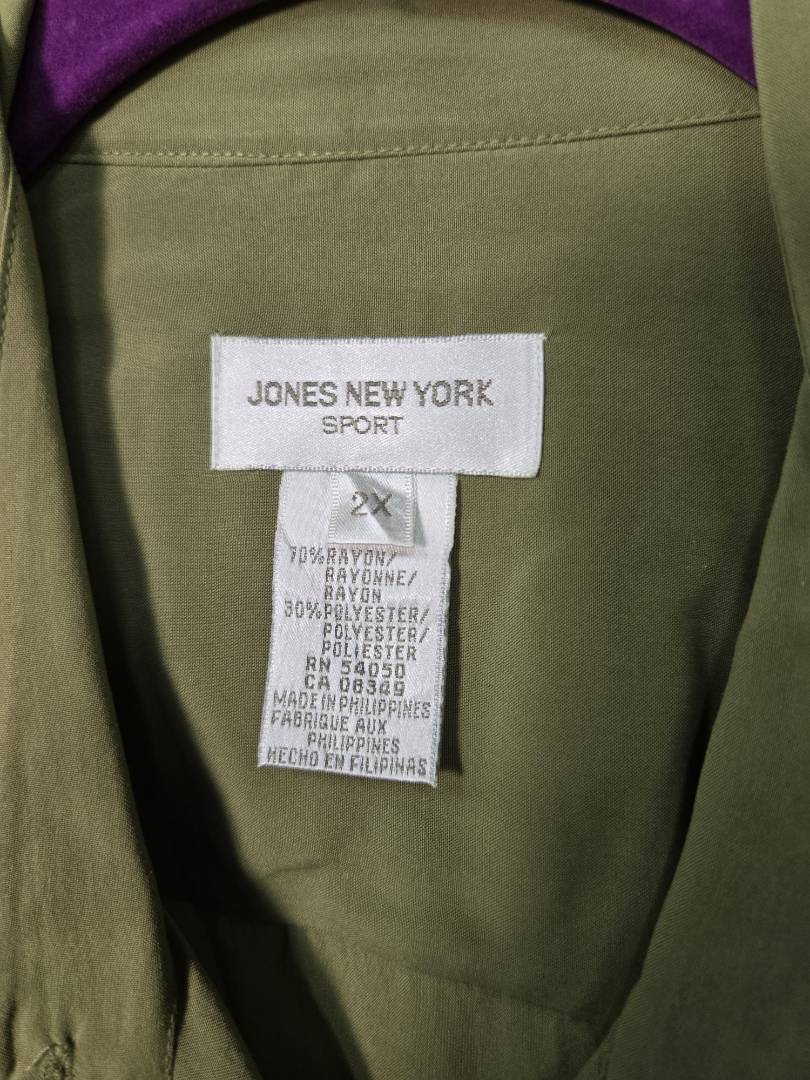 JONES NEW YORK
SPORT
2X
70%RAYON/
RAYONNE/
RAYON
30%POLYESTER/
POLYESTER/
POLIESTER
RN 54050
CA 08349
MADE IN PHILIPPINES
FABRIQUE AUX
PHILIPPINES
HECHO EN FILIPINAS